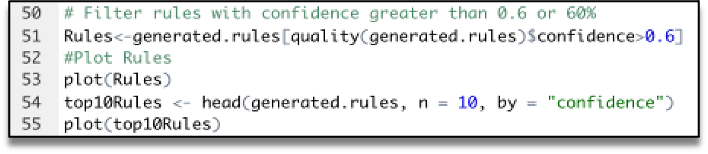 50 # Filter rules with confidence greater than 0.6 or 60%
51 Rules<-generated.rules[quality(generated.rules)$confidence>0.6]
52 #Plot Rules
53 plot(Rules)
54 top10Rules <- head(generated.rules, n = 10, by = "confidence")
55 plot(top10Rules)